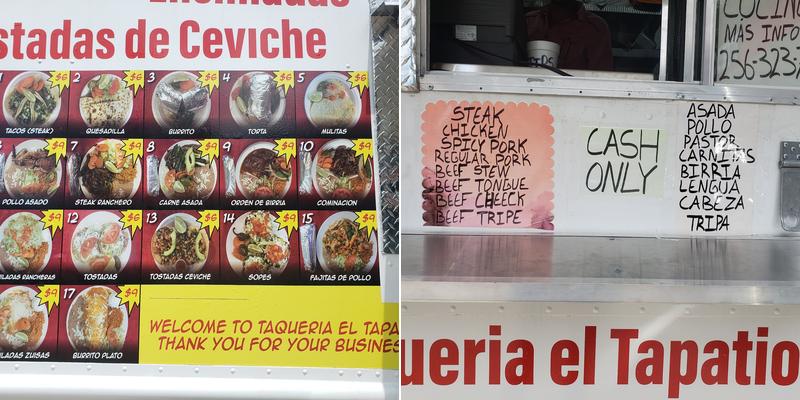 Enchiladas
stadas de Ceviche
1 $6
2 $6
3 $6
4 $6
5 $6
TACOS (STEAK)
QUESADILLA
BURRITO
TORTA
MULITAS
$9
7 $9
8 $9
9 $9
10 $9
POLLO ASADO
STEAK RANCHERO
CARNE ASADA
ORDEN DE BIRRIA
COMINACION
$9
12 $6
13 $6
14 $9
15 $9
ILADAS RANCHERAS
TOSTADAS
TOSTADAS CEVICHE
SOPES
FAJITAS DE POLLO
$9
17 $9
ILADAS ZUISAS
BURRITO PLATO
WELCOME TO TAQUERIA EL TAPA
THANK YOU FOR YOUR BUSINES
COCINA
MAS INFO
256-323-
STEAK
CHICKEN
SPICY PORK
REGULAR PORK
BEEF STEW
BEEF TONGUE
BEEF CHEECK
BEEF TRIPE
CASH
ONLY
ASADA
POLLO
PASTOR
CARNITAS
BIRRIA
LENGUA
CABEZA
TRIPA
ueria el Tapatio